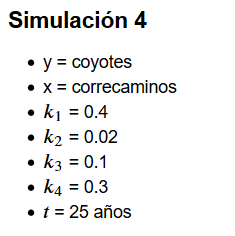 Simulación 4
• y = coyotes
• x = correcaminos
• k₁ = 0.4
• k₂ = 0.02
• k₃ = 0.1
• k₄ = 0.3
• t = 25 años